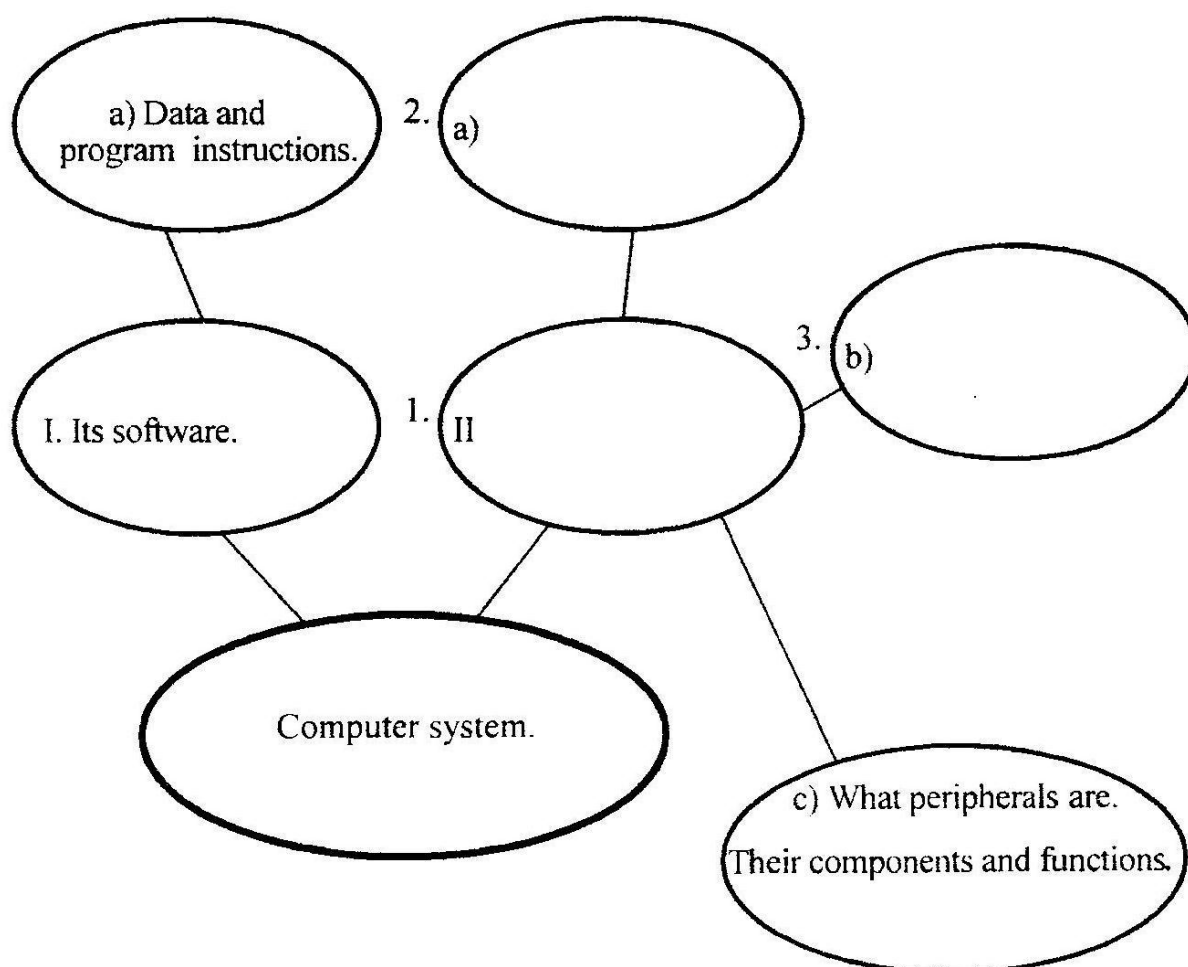 a) Data and
program instructions.
2.
a)
3.
b)
I. Its software.
1.
II
Computer system.
c) What peripherals are.
Their components and functions.